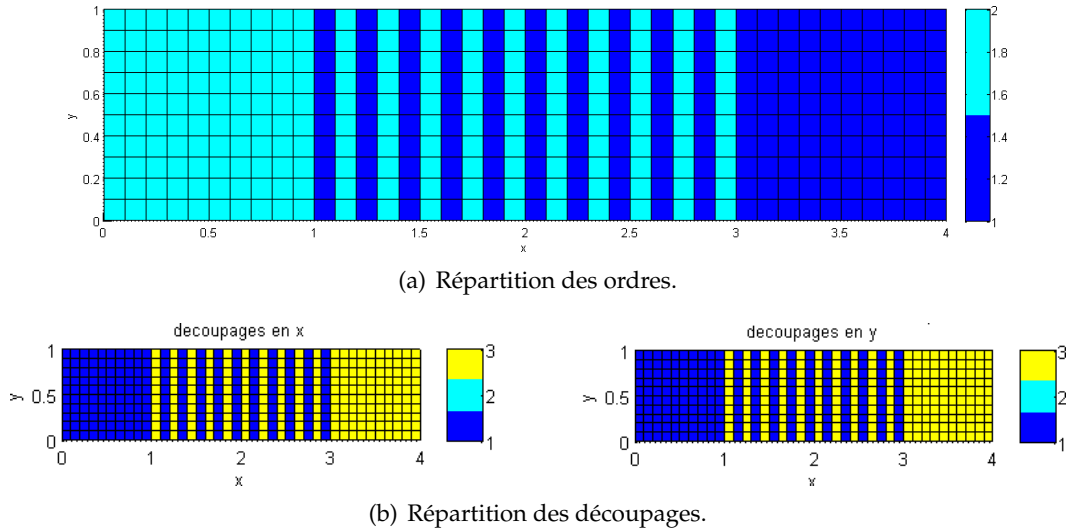 1
0.8
0.6
0.4
0.2
0
y
0 0.5 1 1.5 2 2.5 3 3.5 4
x
2
1.8
1.6
1.4
1.2
1
(a) Répartition des ordres.
decoupages en x
1
0.5
0
y
0 1 2 3 4
x
3
2
1
decoupages en y
1
0.5
0
y
0 1 2 3 4
x
3
2
1
(b) Répartition des découpages.